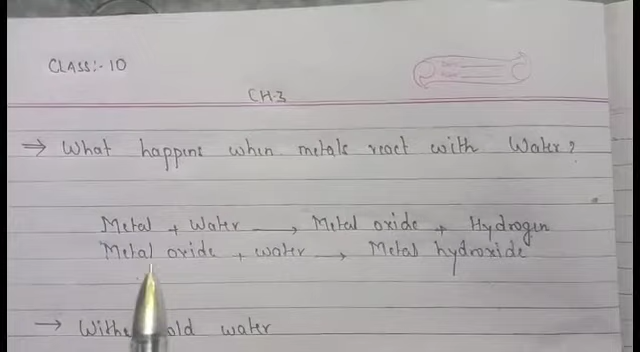 CLASS:- 10
CH-3
→ What happens when metals react with Water?
Metal + Water → Metal oxide + Hydrogen
Metal oxide + water → Metal hydroxide
→ With old water